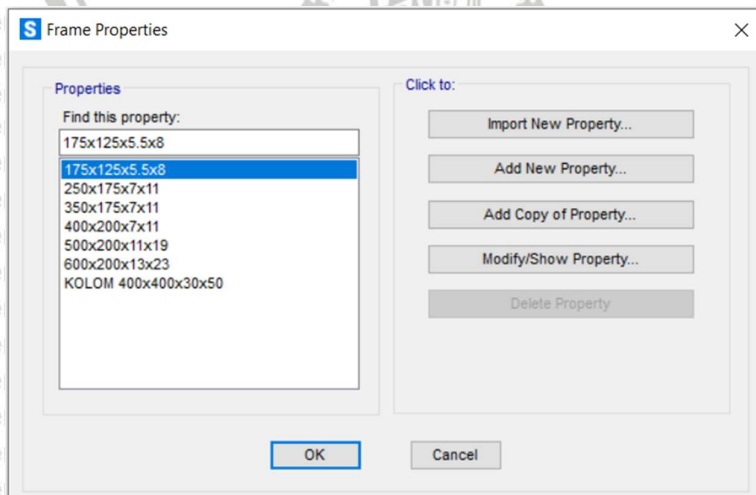 S Frame Properties
Properties
Find this property:
175x125x5.5x8
175x125x5.5x8
250x175x7x11
350x175x7x11
400x200x7x11
500x200x11x19
600x200x13x23
KOLOM 400x400x30x50
Click to:
Import New Property...
Add New Property...
Add Copy of Property...
Modify/Show Property...
Delete Property
OK
Cancel